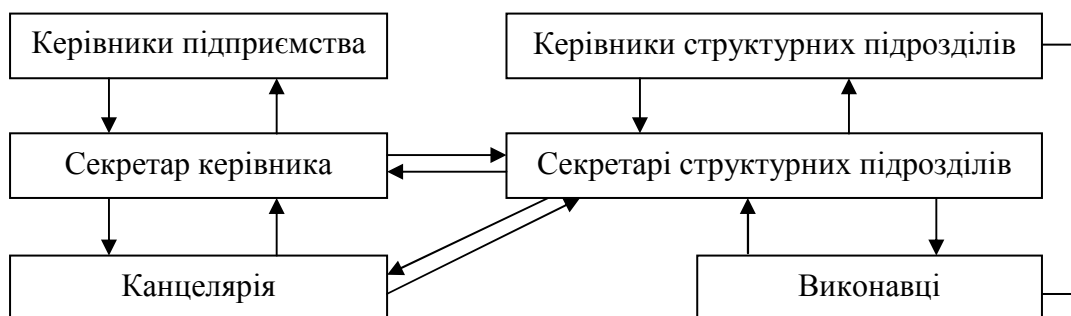 Керівники підприємства
Керівники структурних підрозділів
Секретар керівника
Секретарі структурних підрозділів
Канцелярія
Виконавці